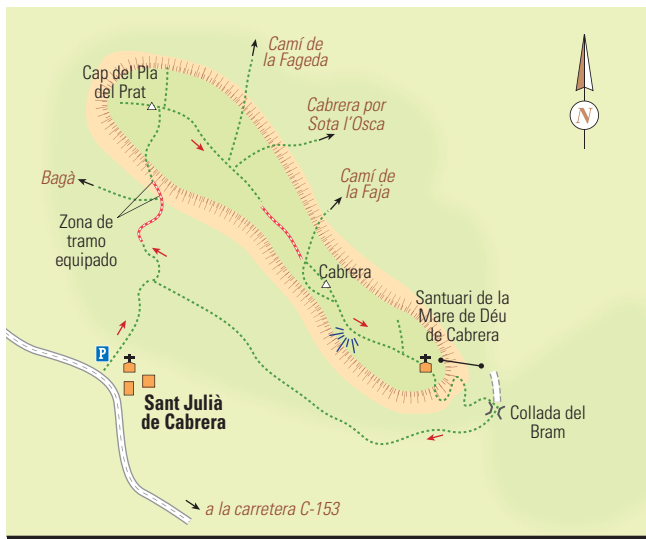 Camí de
la Fageda
Cap del Pla
del Prat
Cabrera por
Sota l'Osca
N
Camí de
la Faja
Bagà
Zona de
tramo
equipado
Cabrera
Santuari de la
Mare de Déu
de Cabrera
P
Sant Julià
de Cabrera
Collada del
Bram
a la carretera C-153